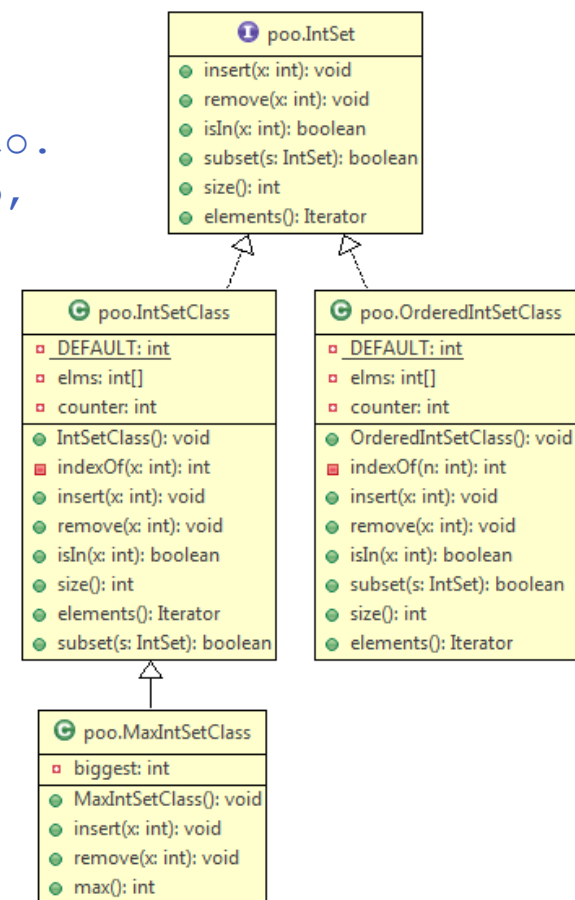 poo.IntSet
insert(x: int): void
remove(x: int): void
isIn(x: int): boolean
subset(s: IntSet): boolean
size(): int
elements(): Iterator
poo.IntSetClass
DEFAULT: int
elms: int[]
counter: int
IntSetClass(): void
indexOf(x: int): int
insert(x: int): void
remove(x: int): void
isIn(x: int): boolean
size(): int
elements(): Iterator
subset(s: IntSet): boolean
poo.OrderedIntSetClass
DEFAULT: int
elms: int[]
counter: int
OrderedIntSetClass(): void
indexOf(n: int): int
insert(x: int): void
remove(x: int): void
isIn(x: int): boolean
subset(s: IntSet): boolean
size(): int
elements(): Iterator
poo.MaxIntSetClass
biggest: int
MaxIntSetClass(): void
insert(x: int): void
remove(x: int): void
max(): int